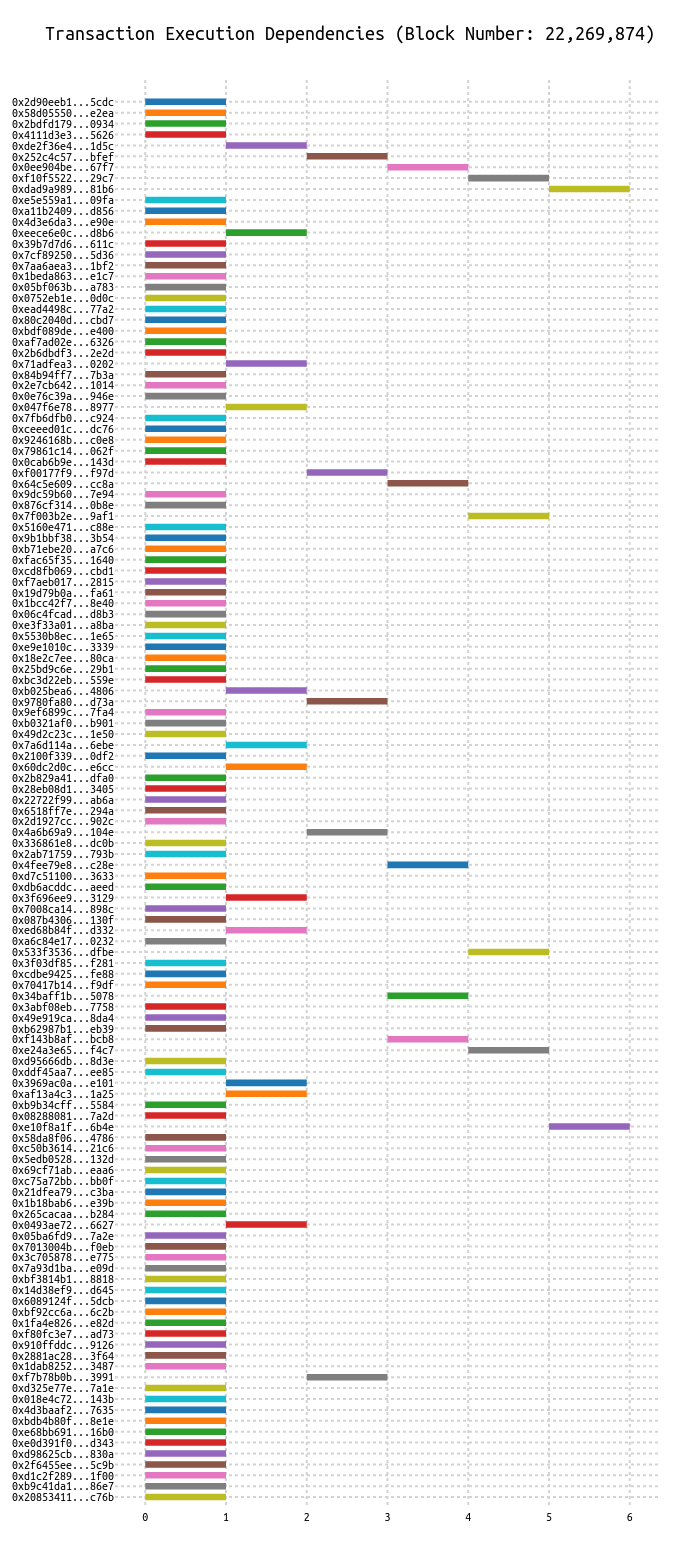 Transaction Execution Dependencies (Block Number: 22,269,874)
0x2d90eeb1...5cdc
0x58d05550...e2ea
0x2bdfd179...0934
0x4111d3e3...5626
0xde2f36e4...1d5c
0x252c4c57...bfef
0x0ee904be...67f7
0xf10f5522...29c7
0xdad9a989...81b6
0xe5e559a1...09fa
0xa11b2409...d856
0x4d3e6da3...e90e
0xeece6e0c...d8b6
0x39b7d7d6...611c
0x7cf89250...5d36
0x7aa6aea3...1bf2
0x1beda863...e1c7
0x05bf063b...a783
0x0752eb1e...0d0c
0xead4498c...77a2
0x80c2040d...cbd7
0xbdf089de...e400
0xaf7ad02e...6326
0x2b6dbdf3...2e2d
0x71adfea3...0202
0x84b94ff7...7b3a
0x2e7cb642...1014
0x0e76c39a...946e
0x047f6e78...8977
0x7fb6dfb0...c924
0xceeed01c...dc76
0x9246168b...c0e8
0x79861c14...062f
0x0cab6b9e...143d
0xf00177f9...f97d
0x64c5e609...cc8a
0x9dc59b60...7e94
0x876cf314...0b8e
0x7f003b2e...9af1
0x5160e471...c88e
0x9b1bbf38...3b54
0xb71ebe20...a7c6
0xfac65f35...1640
0xcd8fb069...cbd1
0xf7aeb017...2815
0x19d79b0a...fa61
0x1bcc42f7...8e40
0x06c4fcad...d8b3
0xe3f33a01...a8ba
0x5530b8ec...1e65
0xe9e1010c...3339
0x18e2c7ee...80ca
0x25bd9c6e...29b1
0xbc3d22eb...559e
0xb025bea6...4806
0x9780fa80...d73a
0x9ef6899c...7fa4
0xb0321af0...b901
0x49d2c23c...1e50
0x7a6d114a...6ebe
0x2100f339...0df2
0x60dc2d0c...e6cc
0x2b829a41...dfa0
0x28eb08d1...3405
0x22722f99...ab6a
0x6518ff7e...294a
0x2d1927cc...902c
0x4a6b69a9...104e
0x336861e8...dc0b
0x2ab71759...793b
0x4fee79e8...c28e
0xd7c51100...3633
0xdb6acddc...aeed
0x3f696ee9...3129
0x7008ca14...898c
0x087b4306...130f
0xed68b84f...d332
0xa6c84e17...0232
0x533f3536...dfbe
0x3f03df85...f281
0xcdbe9425...fe88
0x70417b14...f9df
0x34baff1b...5078
0x3abf08eb...7758
0x49e919ca...8da4
0xb62987b1...eb39
0xf143b8af...bcb8
0xe24a3e65...f4c7
0xd95666db...8d3e
0xddf45aa7...ee85
0x3969ac0a...e101
0xaf13a4c3...1a25
0xb9b34cff...5584
0x08288081...7a2d
0xe10f8a1f...6b4e
0x58da8f06...4786
0xc50b3614...21c6
0x5edb0528...132d
0x69cf71ab...eaa6
0xc75a72bb...bb0f
0x21dfea79...c3ba
0x1b18bab6...e39b
0x265cacaa...b284
0x0493ae72...6627
0x05ba6fd9...7a2e
0x7013004b...f0eb
0x3c705878...e775
0x7a93d1ba...e09d
0xbf3814b1...8818
0x14d38ef9...d645
0x6089124f...5dcb
0xbf92cc6a...6c2b
0x1fa4e826...e82d
0xf80fc3e7...ad73
0x910ffddc...9126
0x2881ac28...3f64
0x1dab8252...3487
0xf7b78b0b...3991
0xd325e77e...7a1e
0x018e4c72...143b
0x4d3baaf2...7635
0xbdb4b80f...8e1e
0xe68bb691...16b0
0xe0d391f0...d343
0xd98625cb...830a
0x2f6455ee...5c9b
0xd1c2f289...1f00
0xb9c41da1...86e7
0x20853411...c76b
0 1 2 3 4 5 6